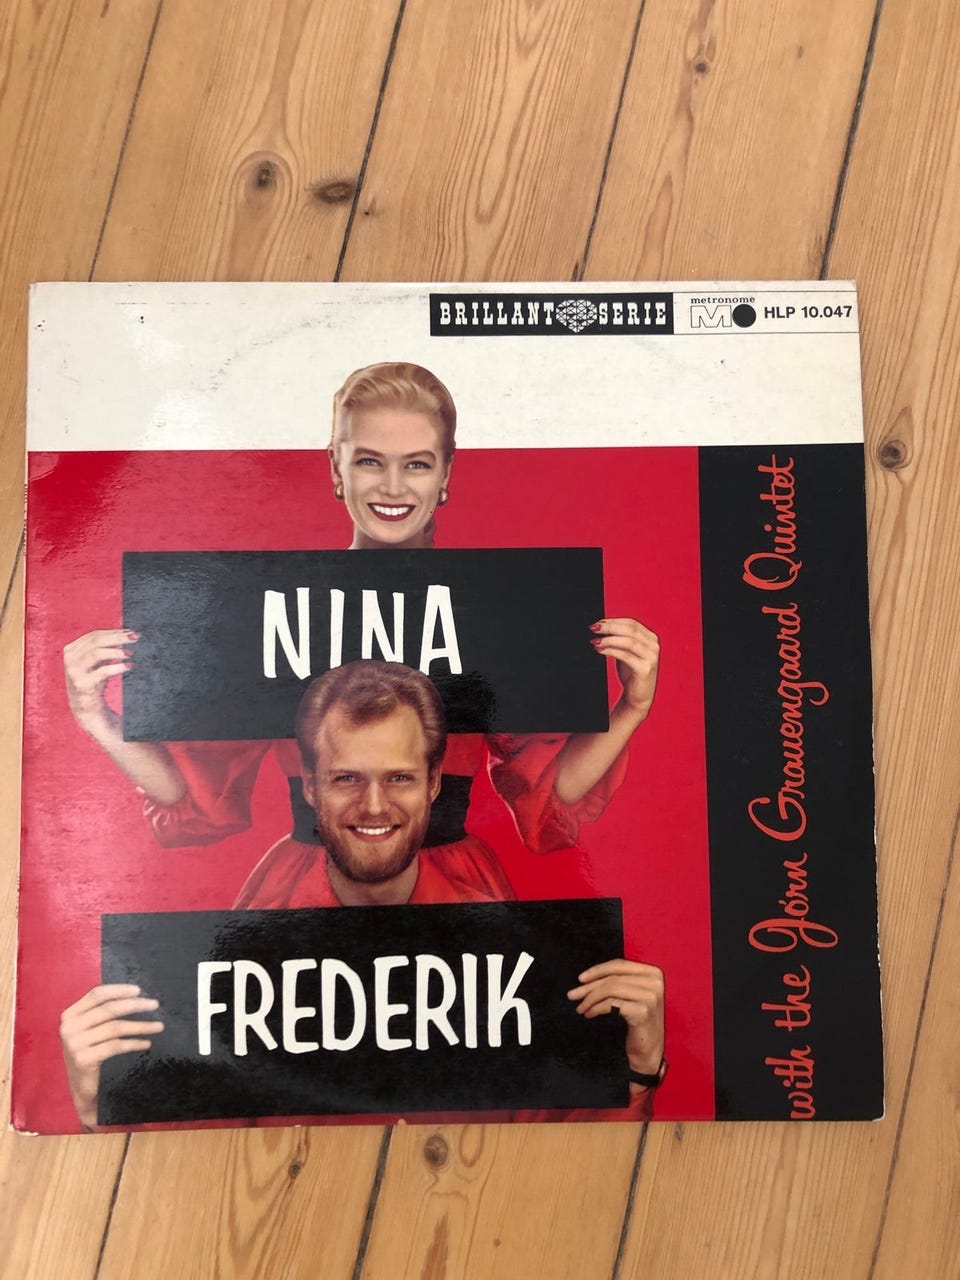 BRILLANT SERIE
metronome
M HLP 10.047
NINA
FREDERIK
with the Jørn Grauengaard Quintet